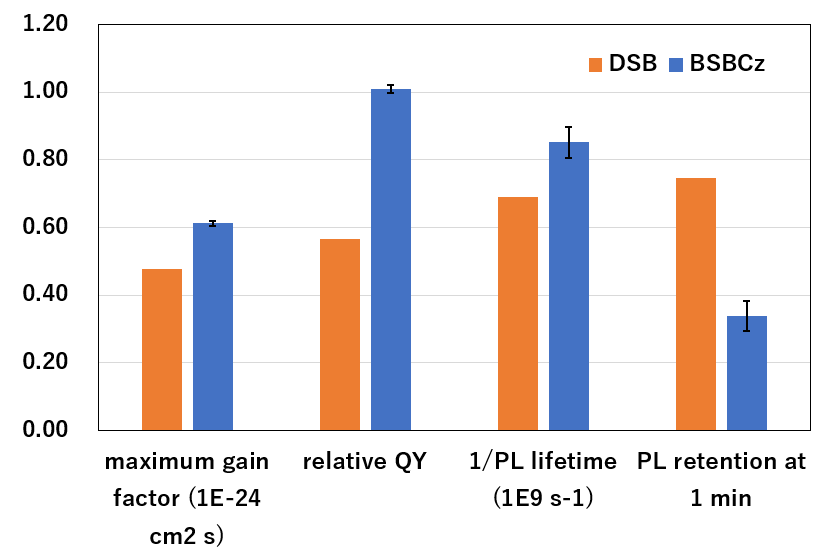 1.20
1.00
0.80
0.60
0.40
0.20
0.00
DSB BSBCz
maximum gain
factor (1E-24
cm2 s)
relative QY
1/PL lifetime
(1E9 s-1)
PL retention at
1 min